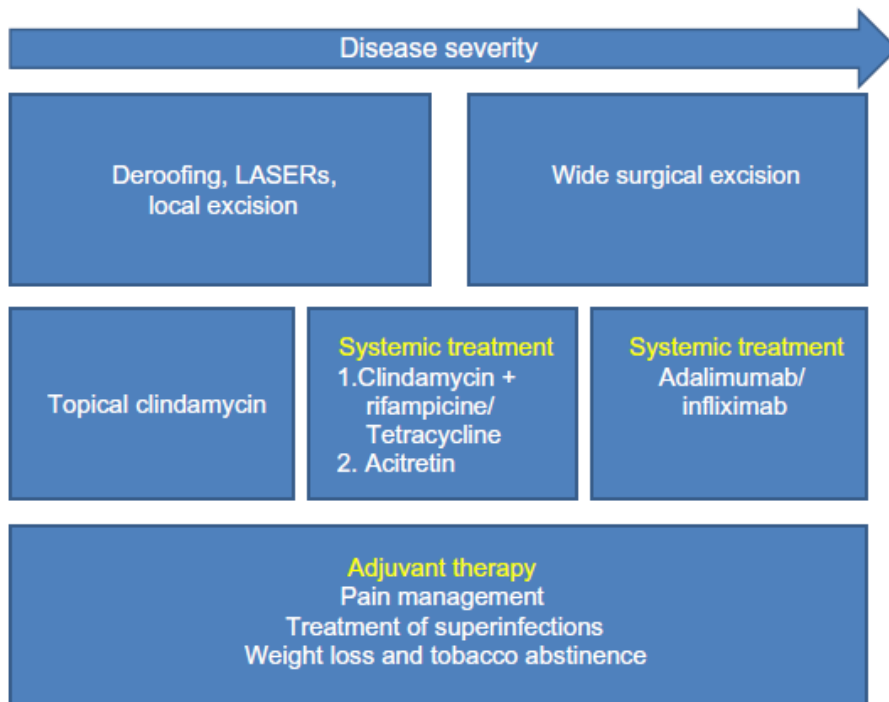 Disease severity
Deroofing, LASERs,
local excision
Wide surgical excision
Topical clindamycin
Systemic treatment
1.Clindamycin +
rifampicine/
Tetracycline
2. Acitretin
Systemic treatment
Adalimumab/
infliximab
Adjuvant therapy
Pain management
Treatment of superinfections
Weight loss and tobacco abstinence